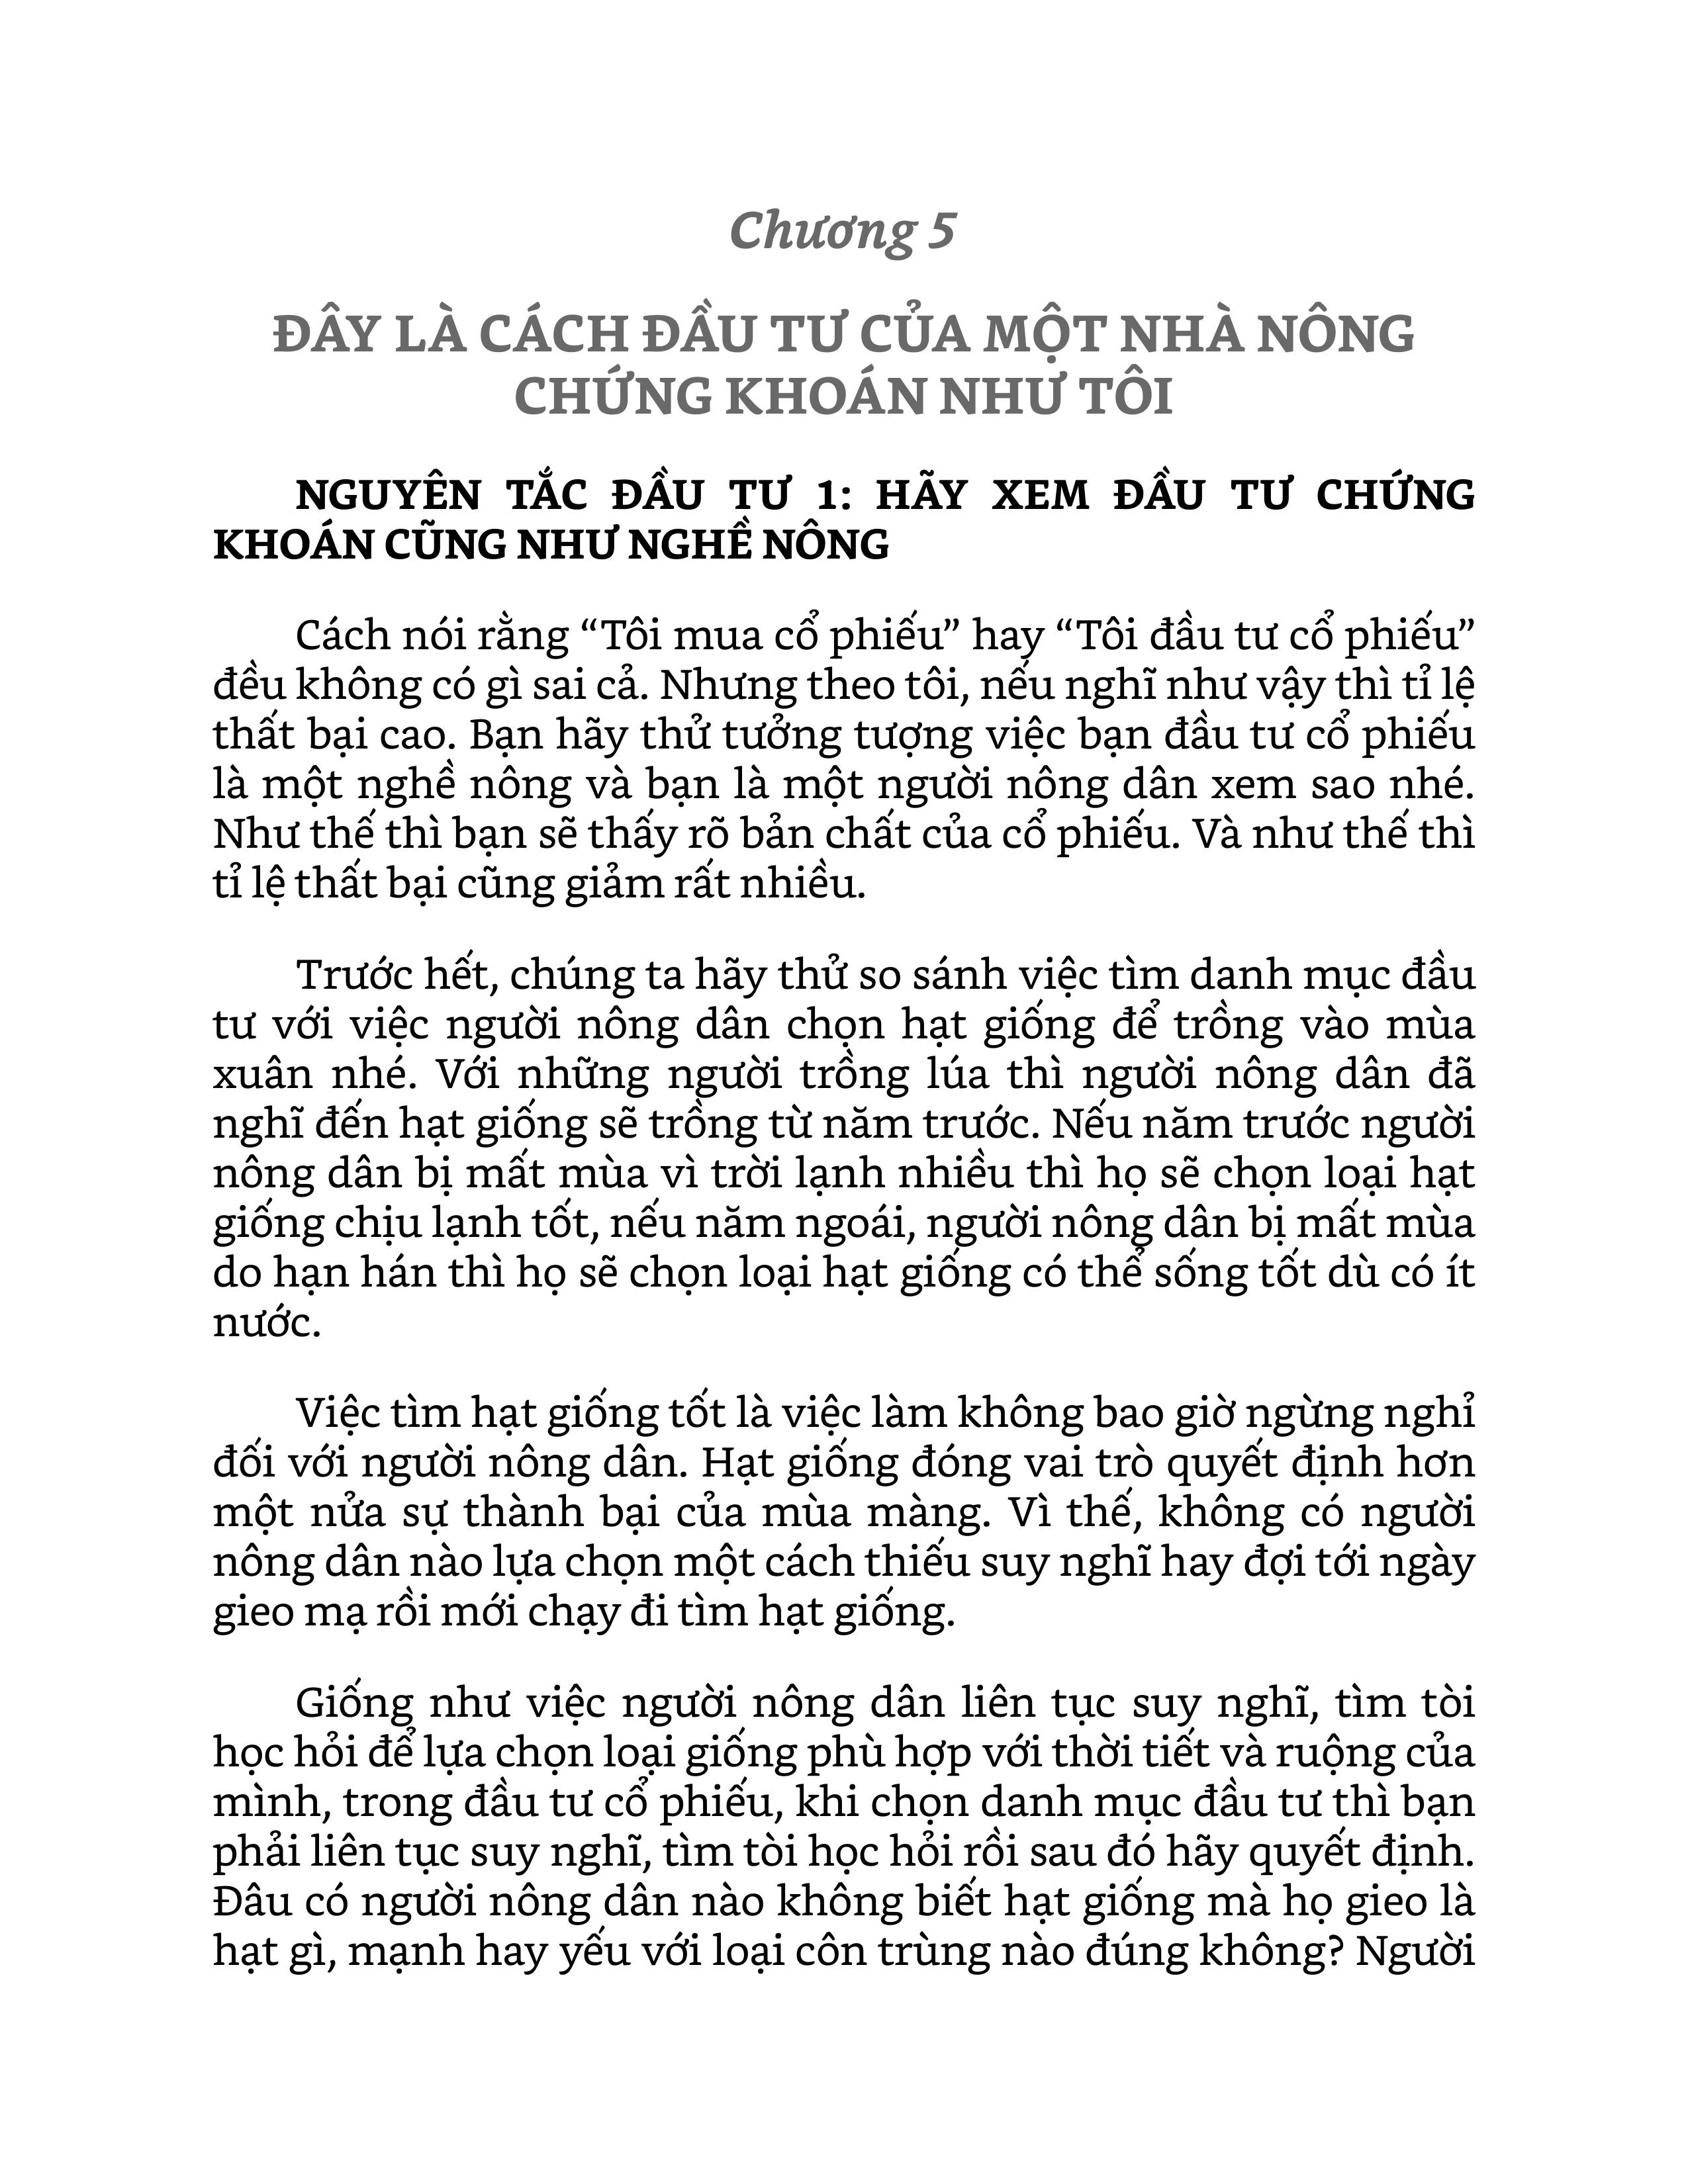 Chương 5
ĐÂY LÀ CÁCH ĐẦU TƯ CỦA MỘT NHÀ NÔNG
CHỨNG KHOÁN NHƯ TÔI
NGUYÊN TẮC ĐẦU TƯ 1: HÃY XEM ĐẦU TƯ CHỨNG
KHOÁN CŨNG NHƯ NGHỀ NÔNG
Cách nói rằng “Tôi mua cổ phiếu” hay “Tôi đầu tư cổ phiếu”
đều không có gì sai cả. Nhưng theo tôi, nếu nghĩ như vậy thì tỉ lệ
thất bại cao. Bạn hãy thử tưởng tượng việc bạn đầu tư cổ phiếu
là một nghề nông và bạn là một người nông dân xem sao nhé.
Như thế thì bạn sẽ thấy rõ bản chất của cổ phiếu. Và như thế thì
tỉ lệ thất bại cũng giảm rất nhiều.
Trước hết, chúng ta hãy thử so sánh việc tìm danh mục đầu
tư với việc người nông dân chọn hạt giống để trồng vào mùa
xuân nhé. Với những người trồng lúa thì người nông dân đã
nghĩ đến hạt giống sẽ trồng từ năm trước. Nếu năm trước người
nông dân bị mất mùa vì trời lạnh nhiều thì họ sẽ chọn loại hạt
giống chịu lạnh tốt, nếu năm ngoái, người nông dân bị mất mùa
do hạn hán thì họ sẽ chọn loại hạt giống có thể sống tốt dù có ít
nước.
Việc tìm hạt giống tốt là việc làm không bao giờ ngừng nghỉ
đối với người nông dân. Hạt giống đóng vai trò quyết định hơn
một nửa sự thành bại của mùa màng. Vì thế, không có người
nông dân nào lựa chọn một cách thiếu suy nghĩ hay đợi tới ngày
gieo mạ rồi mới chạy đi tìm hạt giống.
Giống như việc người nông dân liên tục suy nghĩ, tìm tòi
học hỏi để lựa chọn loại giống phù hợp với thời tiết và ruộng của
mình, trong đầu tư cổ phiếu, khi chọn danh mục đầu tư thì bạn
phải liên tục suy nghĩ, tìm tòi học hỏi rồi sau đó hãy quyết định.
Đâu có người nông dân nào không biết hạt giống mà họ gieo là
hạt gì, mạnh hay yếu với loại côn trùng nào đúng không? Người